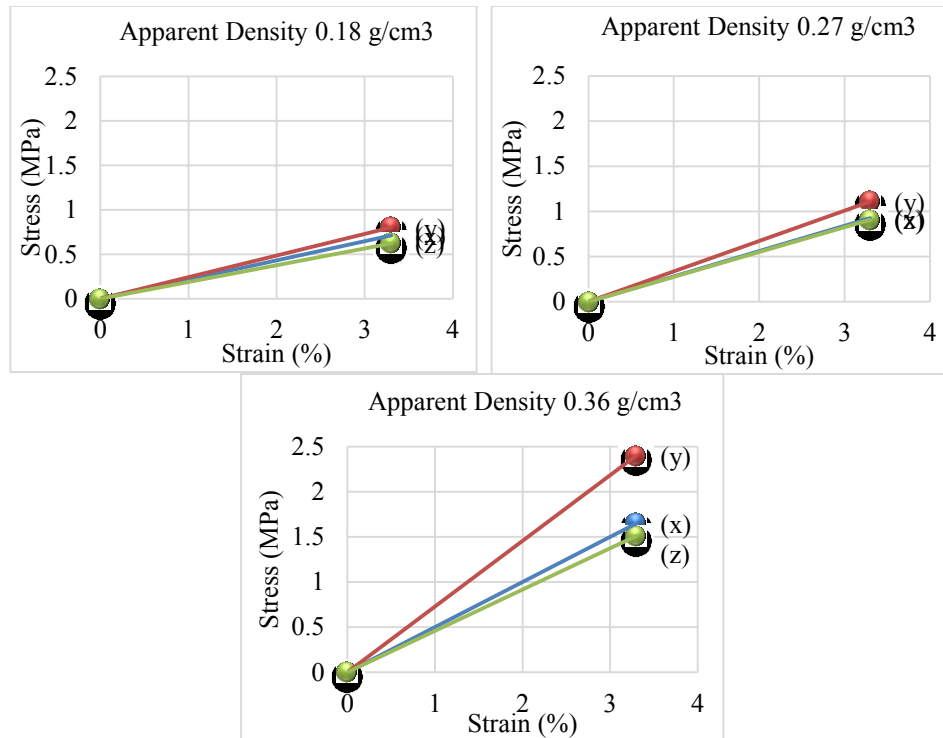 Apparent Density 0.18 g/cm3
2.5
2
1.5
1
0.5
0
Stress (MPa)
(y)
(x)
(z)
0 1 2 3 4
Strain (%)
Apparent Density 0.27 g/cm3
2.5
2
1.5
1
0.5
0
Stress (MPa)
(y)
(x)
(z)
0 1 2 3 4
Strain (%)
Apparent Density 0.36 g/cm3
2.5
2
1.5
1
0.5
0
Stress (MPa)
(y)
(x)
(z)
0 1 2 3 4
Strain (%)